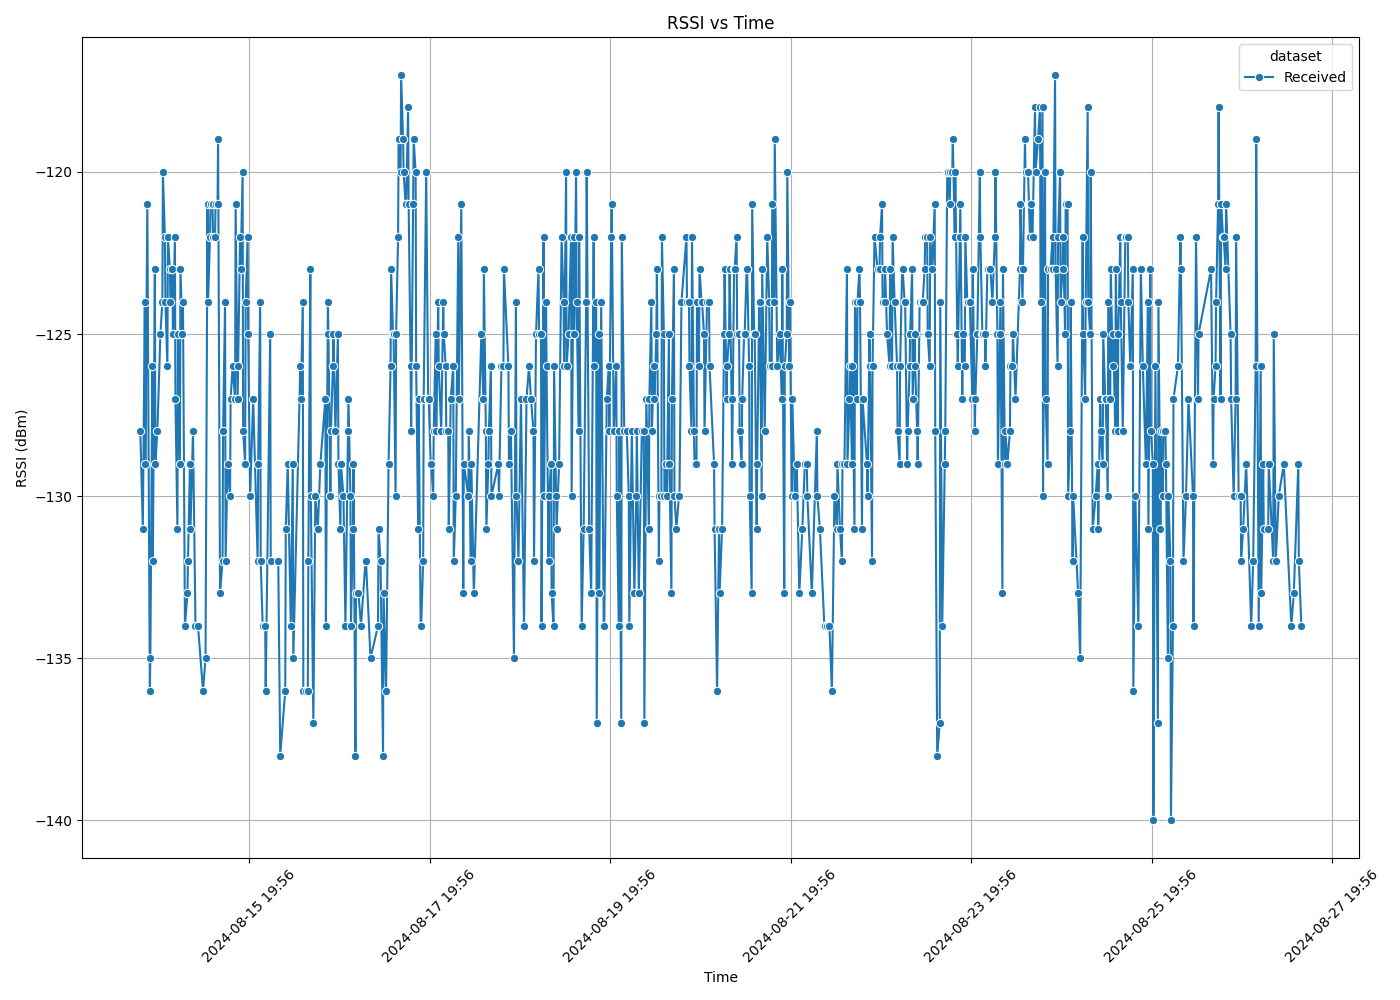 RSSI vs Time
dataset
Received
−120
−125
−130
−135
−140
RSSI (dBm)
2024-08-15 19:56
2024-08-17 19:56
2024-08-19 19:56
2024-08-21 19:56
2024-08-23 19:56
2024-08-25 19:56
2024-08-27 19:56
Time